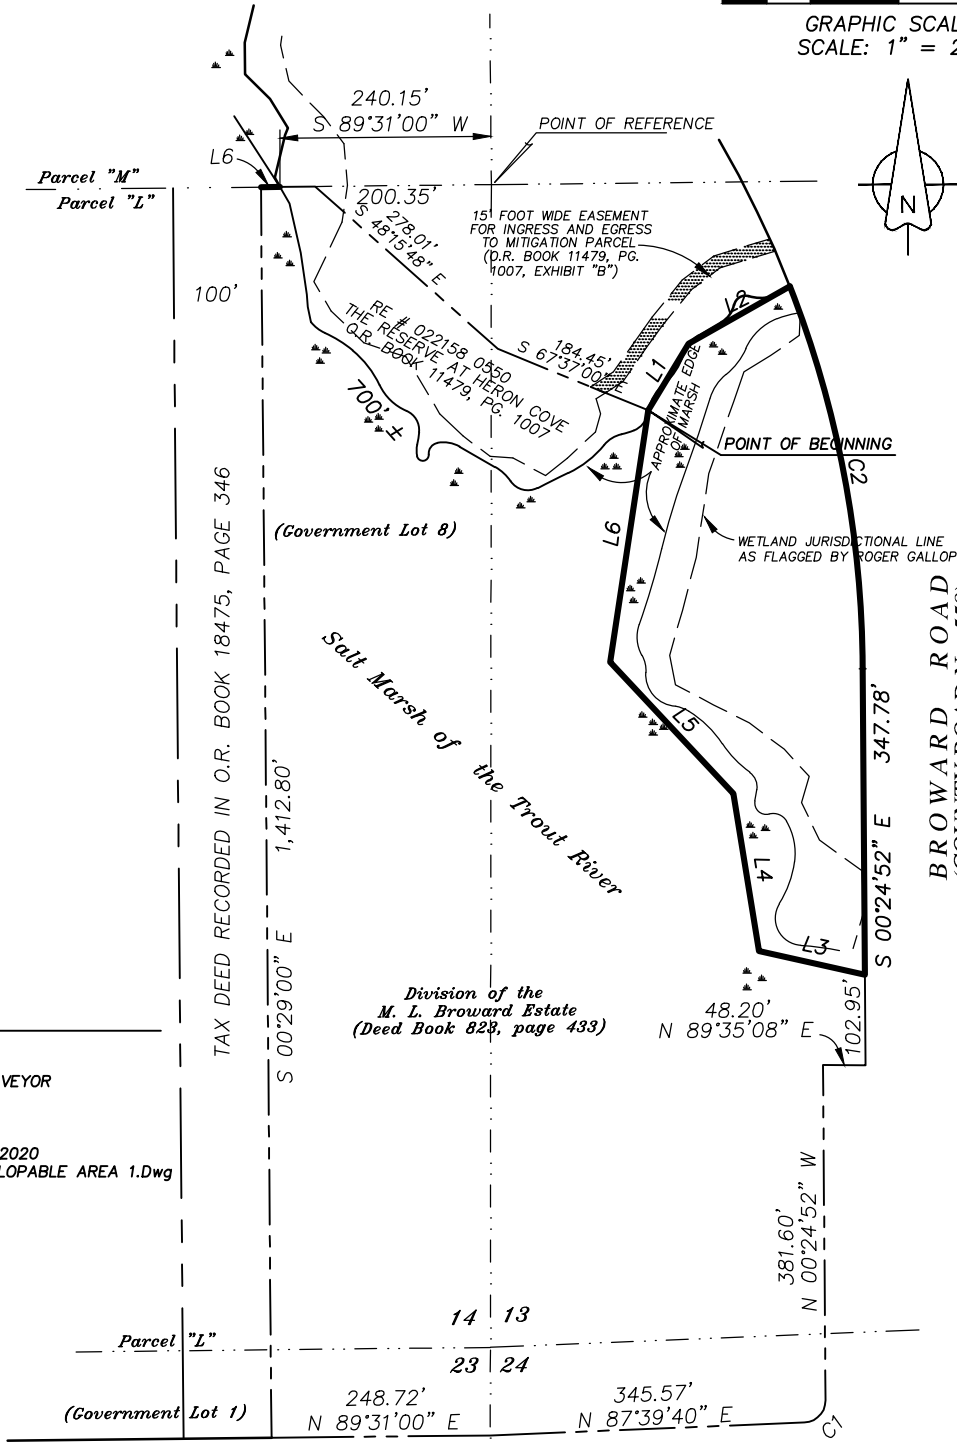 GRAPHIC SCAL
SCALE: 1" = 2
240.15'
S 89°31'00" W
POINT OF REFERENCE
L6
Parcel "M"
Parcel "L"
200.35'
278.01'
S 48°15'48" E
15' FOOT WIDE EASEMENT
FOR INGRESS AND EGRESS
TO MITIGATION PARCEL
(O.R. BOOK 11479, PG.
1007, EXHIBIT "B")
N
100'
L2
RE # 022158 0550
THE RESERVE AT HERON COVE
O.R. BOOK 11479, PG. 1007
184.45'
S 67°37'00" E
L1
700' ±
APPROXIMATE EDGE
OF MARSH
POINT OF BEGINNING
C2
TAX DEED RECORDED IN O.R. BOOK 18475, PAGE 346
(Government Lot 8)
L6
WETLAND JURISDICTIONAL LINE
AS FLAGGED BY ROGER GALLOP
BROWARD ROAD
Salt Marsh of the Trout River
L5
347.78'
S 00°24'52" E
1,412.80'
S 00°29'00" E
L4
L3
Division of the
M. L. Broward Estate
(Deed Book 823, page 433)
48.20'
N 89°35'08" E
102.95'
VEYOR
2020
LOPABLE AREA 1.Dwg
381.60'
N 00°24'52" W
14 13
Parcel "L"
23 24
(Government Lot 1)
248.72'
N 89°31'00" E
345.57'
N 87°39'40" E
C1